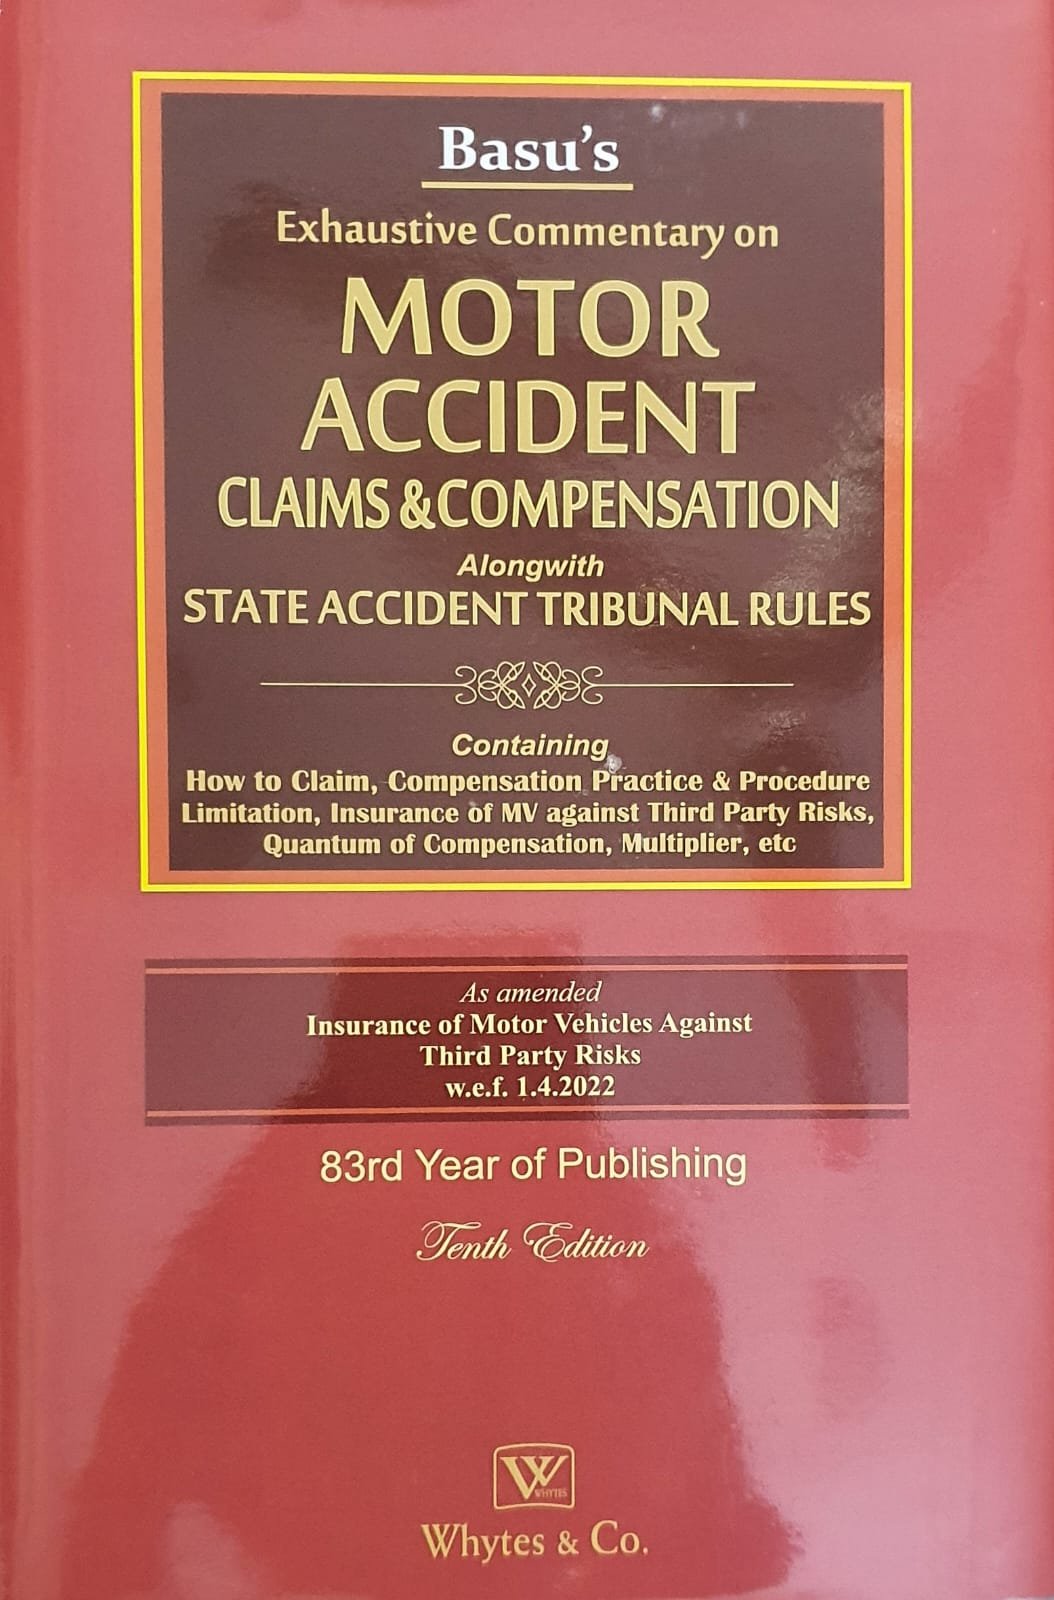 Basu's
Exhaustive Commentary on
MOTOR
ACCIDENT
CLAIMS & COMPENSATION
Alongwith
STATE ACCIDENT TRIBUNAL RULES
Containing
How to Claim, Compensation Practice & Procedure
Limitation, Insurance of MV against Third Party Risks,
Quantum of Compensation, Multiplier, etc
As amended
Insurance of Motor Vehicles Against
Third Party Risks
w.e.f. 1.4.2022
83rd Year of Publishing
Tenth Edition
W
WHYTES
Whytes & Co.